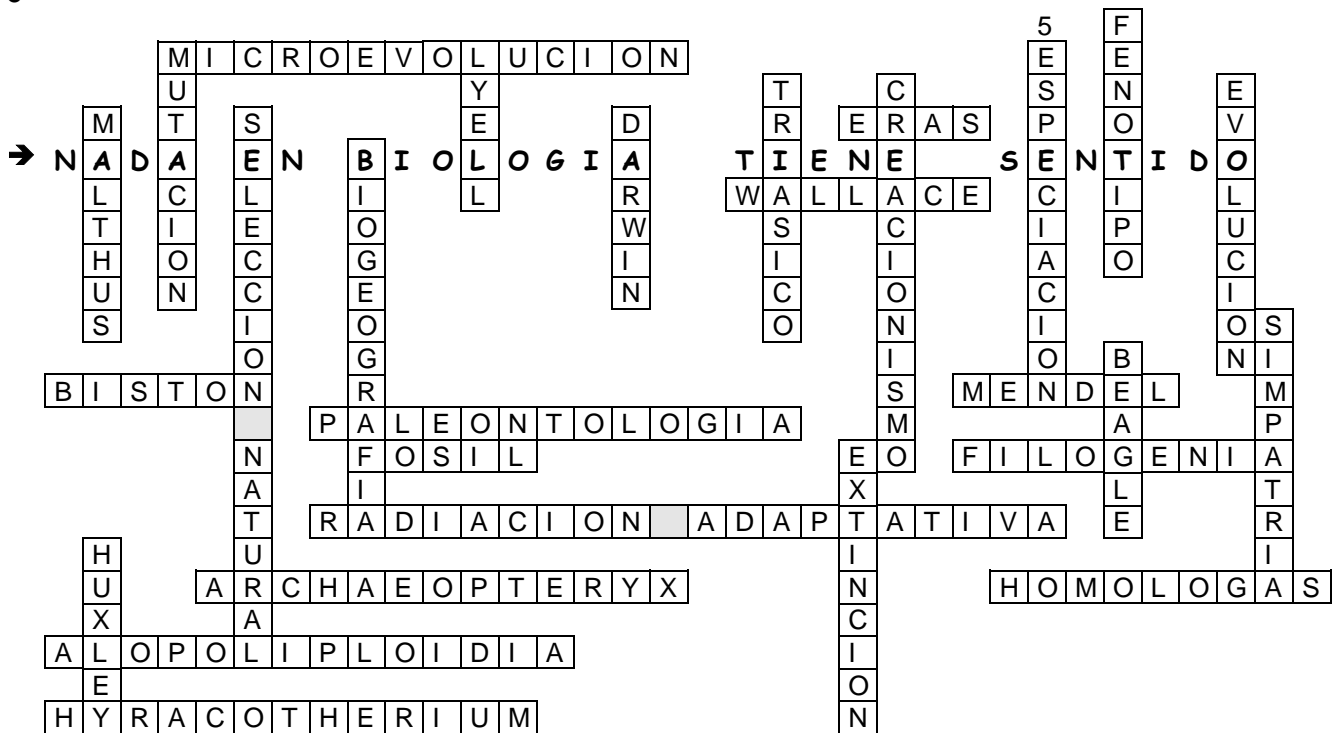 5
FENOTIPO
MICROEVOLUCION
MUTACION
LYELL
ESPECIACION
TRIASICO
CREACIONISMO
EVOLUCION
MALTHUS
SELECCION NATURAL
DARWIN
ERAS
➔ NADA EN BIOLOGIA TIENE SENTIDO
BIOGEOGRAFIA
WALLACE
SIMPATRIA
BEAGLE
BISTON
MENDEL
PALEONTOLOGIA
FOSIL
EXTINCION
FILOGENIA
RADIACION ADAPTATIVA
HUXLEY
ARCHAEOPTERYX
HOMOLOGAS
ALOPOLIPLOIDIA
HYRACOTHERIUM